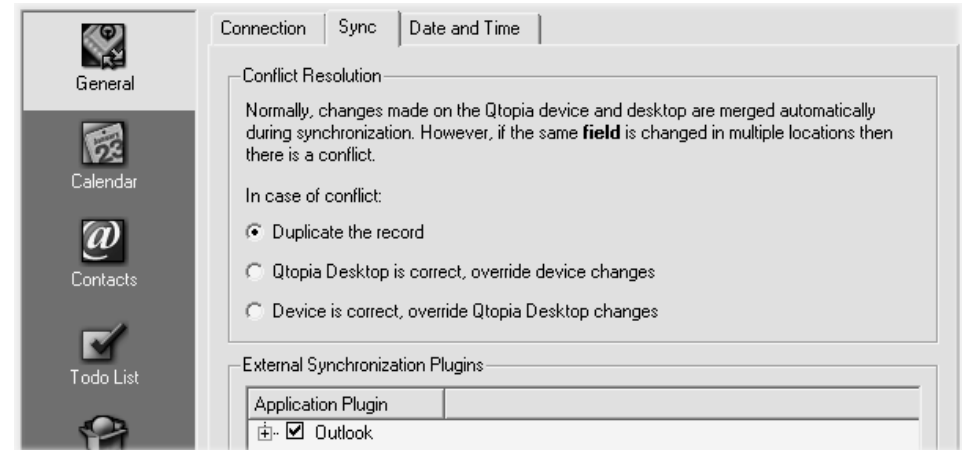 General
Calendar
Contacts
Todo List
Connection
Sync
Date and Time
Conflict Resolution
Normally, changes made on the Qtopia device and desktop are merged automatically
during synchronization. However, if the same field is changed in multiple locations then
there is a conflict.
In case of conflict:
Duplicate the record
Qtopia Desktop is correct, override device changes
Device is correct, override Qtopia Desktop changes
External Synchronization Plugins
Application Plugin
Outlook